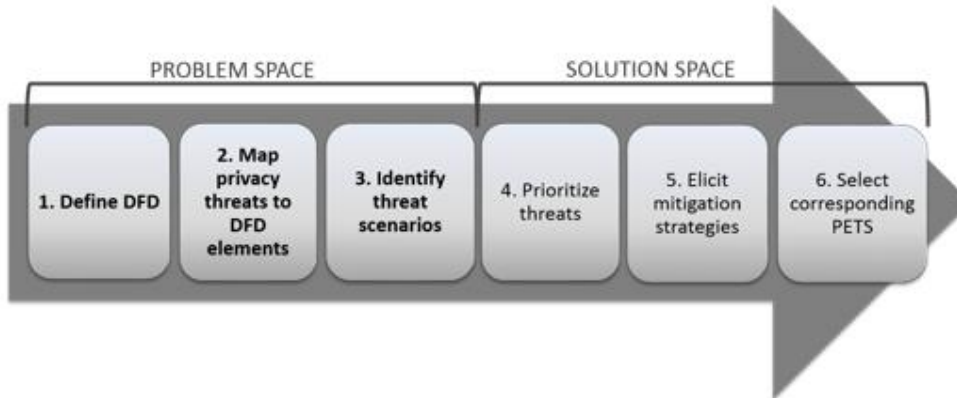 PROBLEM SPACE
SOLUTION SPACE
1. Define DFD
2. Map
privacy
threats to
DFD
elements
3. Identify
threat
scenarios
4. Prioritize
threats
5. Elicit
mitigation
strategies
6. Select
corresponding
PETS